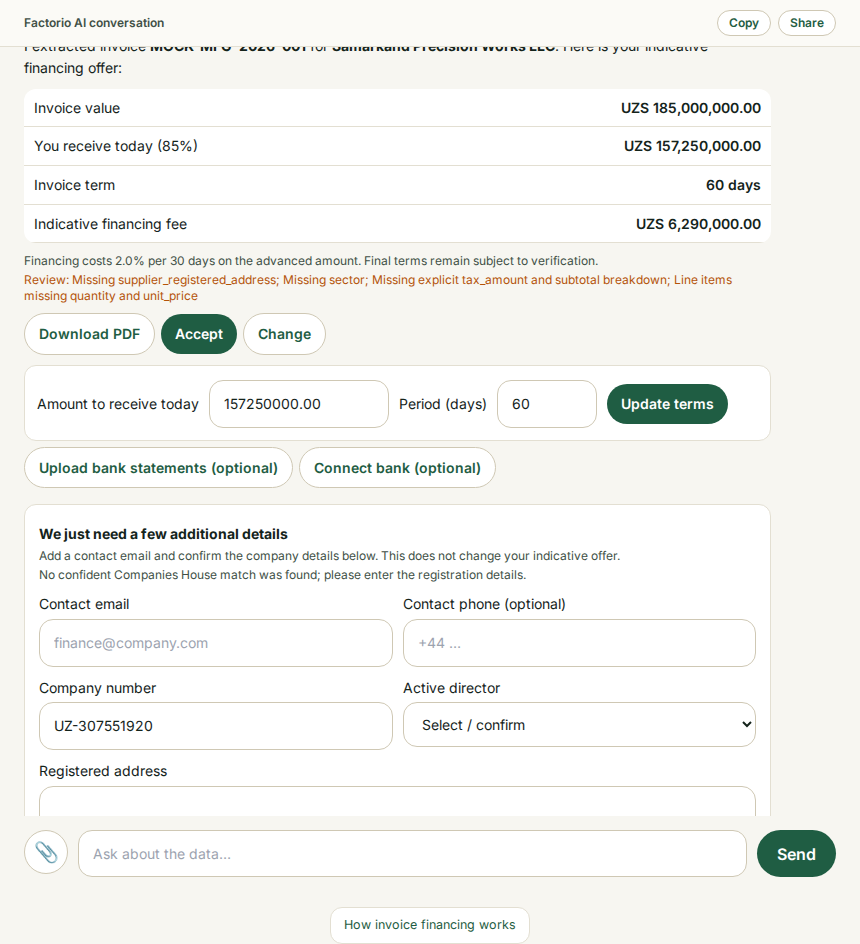 Factorio AI conversation
Copy
Share
I extracted invoice MOCK-MFG-2026-001 for Samarkand Precision Works LLC. Here is your indicative
financing offer:
Invoice value UZS 185,000,000.00
You receive today (85%) UZS 157,250,000.00
Invoice term 60 days
Indicative financing fee UZS 6,290,000.00
Financing costs 2.0% per 30 days on the advanced amount. Final terms remain subject to verification.
Review: Missing supplier_registered_address; Missing sector; Missing explicit tax_amount and subtotal breakdown; Line items
missing quantity and unit_price
Download PDF
Accept
Change
Amount to receive today 157250000.00 Period (days) 60 Update terms
Upload bank statements (optional)
Connect bank (optional)
We just need a few additional details
Add a contact email and confirm the company details below. This does not change your indicative offer.
No confident Companies House match was found; please enter the registration details.
Contact email
finance@company.com
Contact phone (optional)
+44 ...
Company number
UZ-307551920
Active director
Select / confirm
Registered address
Ask about the data...
Send
How invoice financing works